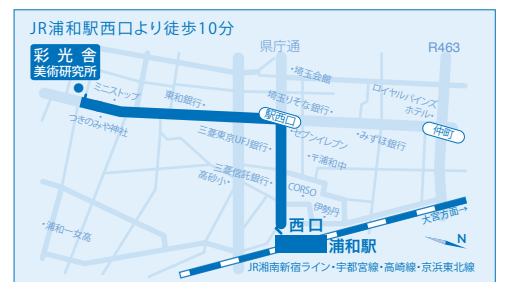 JR浦和駅西口より徒歩10分
県庁通
R463
彩光舎
美術研究所
・埼玉会館
ミニストップ
東和銀行・
埼玉りそな銀行・
ロイヤルパインズ
ホテル・
駅西口
つきのみや神社
三菱東京UFJ銀行・
・セブンイレブン
・みずほ銀行
仲町
・〒浦和中
三菱信託銀行・
高砂小・
CORSO
伊勢丹
・浦和一女高
西口
大宮方面→
浦和駅
N
JR湘南新宿ライン・宇都宮線・高崎線・京浜東北線